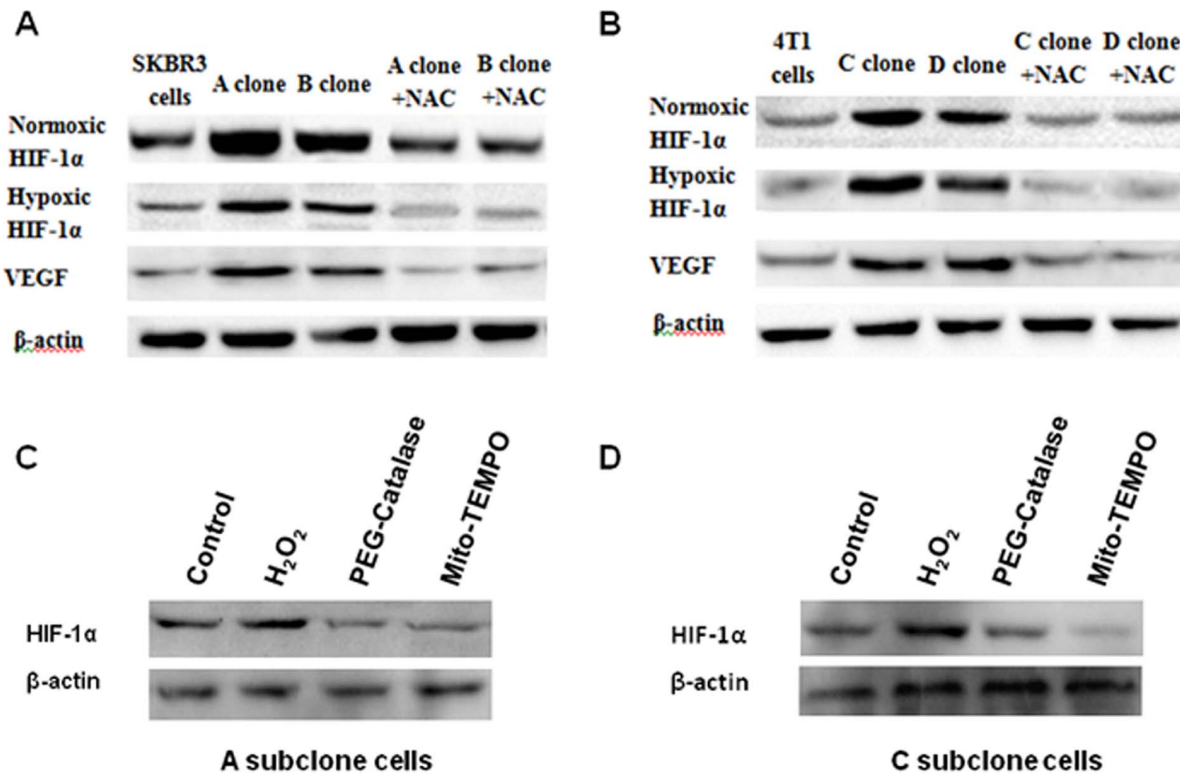 A
SKBR3 cells
A clone
B clone
A clone +NAC
B clone +NAC
Normoxic HIF-1α
Hypoxic HIF-1α
VEGF
β-actin
B
4T1 cells
C clone
D clone
C clone +NAC
D clone +NAC
Normoxic HIF-1α
Hypoxic HIF-1α
VEGF
β-actin
C
Control
H₂O₂
PEG-Catalase
Mito-TEMPO
HIF-1α
β-actin
A subclone cells
D
Control
H₂O₂
PEG-Catalase
Mito-TEMPO
HIF-1α
β-actin
C subclone cells